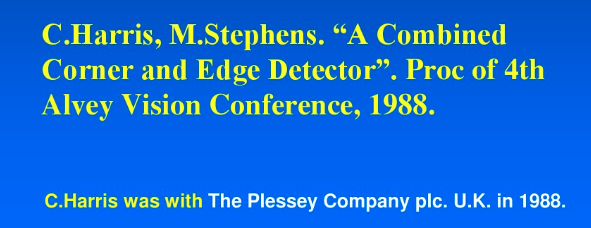 C.Harris, M.Stephens. “A Combined
Corner and Edge Detector”. Proc of 4th
Alvey Vision Conference, 1988.
C.Harris was with The Plessey Company plc. U.K. in 1988.